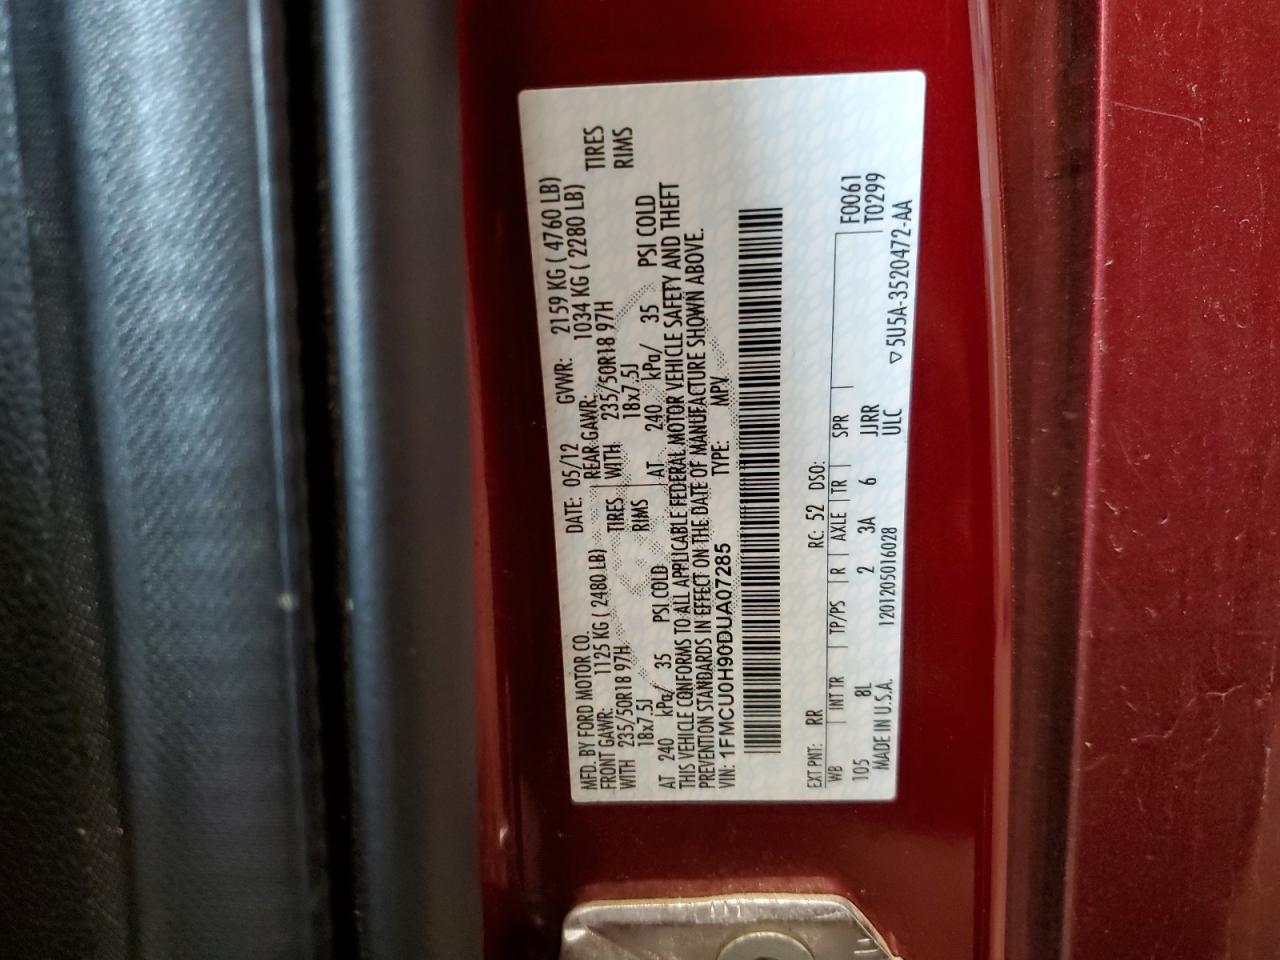 MFD. BY FORD MOTOR CO. DATE: 05/12 GVWR: 2159 KG ( 4760 LB)
FRONT GAWR: 1125 KG ( 2480 LB) REAR GAWR: 1034 KG ( 2280 LB)
WITH 235/50R18 97H TIRES WITH 235/50R18 97H TIRES
18x7.5J RIMS 18x7.5J RIMS
AT 240 kPa/ 35 PSI COLD AT 240 kPa/ 35 PSI COLD
THIS VEHICLE CONFORMS TO ALL APPLICABLE FEDERAL MOTOR VEHICLE SAFETY AND THEFT
PREVENTION STANDARDS IN EFFECT ON THE DATE OF MANUFACTURE SHOWN ABOVE.
VIN: 1FMCU0H90DUA07285 TYPE: MPV
EXT PNT: RR RC: 52 DSO: F0061
WB INT TR TP/PS R AXLE TR SPR T0299
105 8L 2 3A 6 JJRR
MADE IN U.S.A. 1201205016028 ULC ▽5U5A-3520472-AA